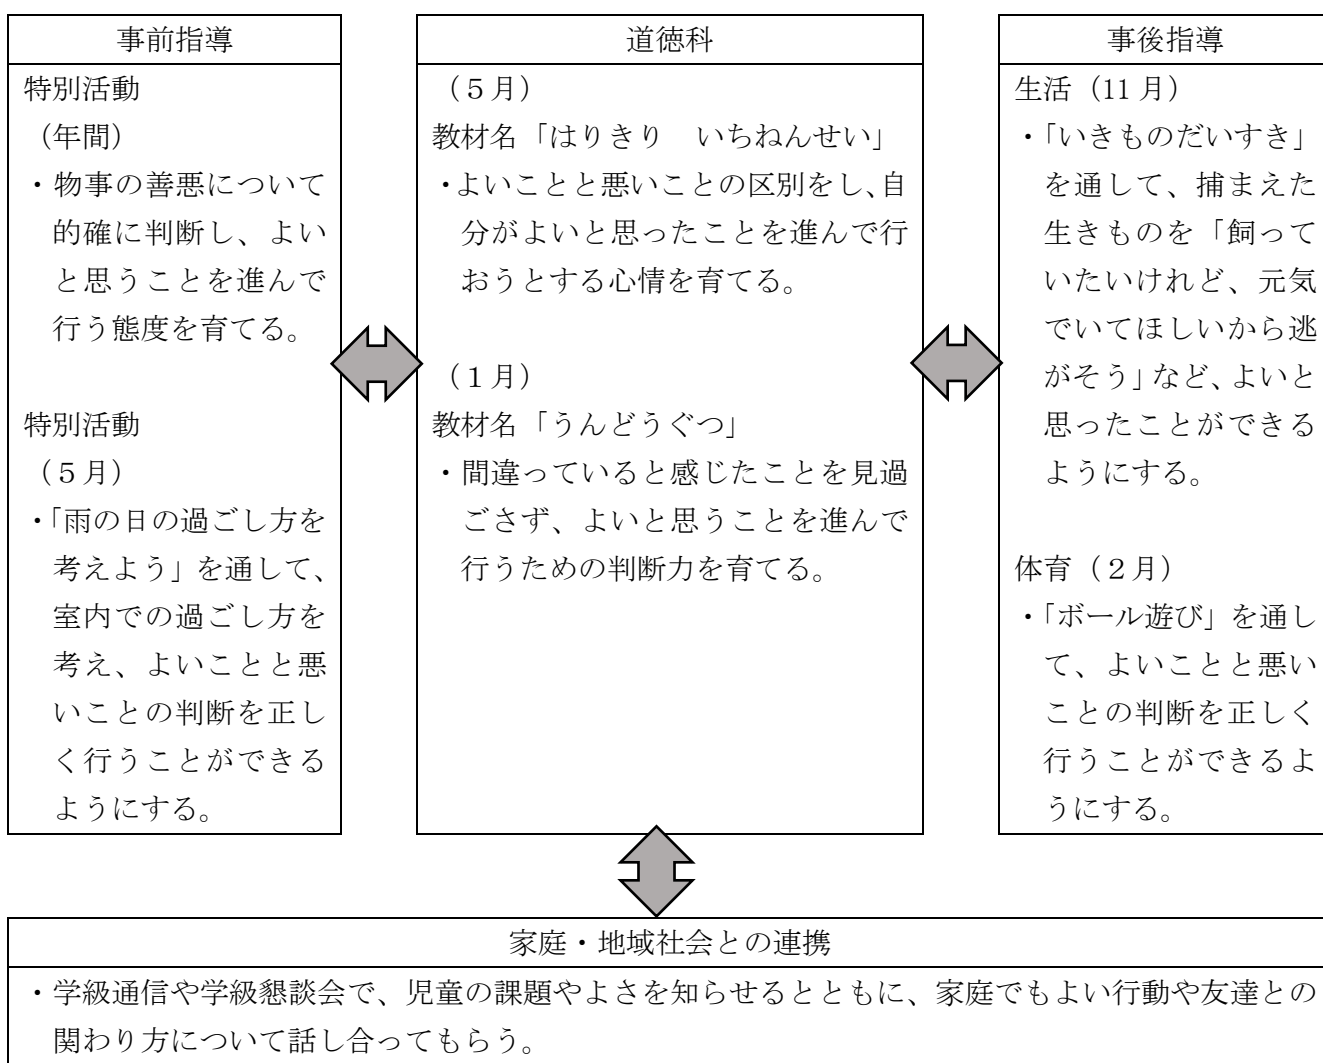 事前指導
特別活動
（年間）
・物事の善悪について
的確に判断し、よい
と思うことを進んで
行う態度を育てる。
特別活動
（５月）
・「雨の日の過ごし方を
考えよう」を通して、
室内での過ごし方を
考え、よいことと悪
いことの判断を正し
く行うことができる
ようにする。
道徳科
（５月）
教材名「はりきり　いちねんせい」
・よいことと悪いことの区別をし、自
分がよいと思ったことを進んで行
おうとする心情を育てる。
（１月）
教材名「うんどうぐつ」
・間違っていると感じたことを見過
ごさず、よいと思うことを進んで
行うための判断力を育てる。
事後指導
生活（11月）
・「いきものだいすき」
を通して、捕まえた
生きものを「飼って
いたいけれど、元気
でいてほしいから逃
がそう」など、よいと
思ったことができる
ようにする。
体育（２月）
・「ボール遊び」を通し
て、よいことと悪い
ことの判断を正しく
行うことができるよ
うにする。
家庭・地域社会との連携
・学級通信や学級懇談会で、児童の課題やよさを知らせるとともに、家庭でもよい行動や友達との
関わり方について話し合ってもらう。